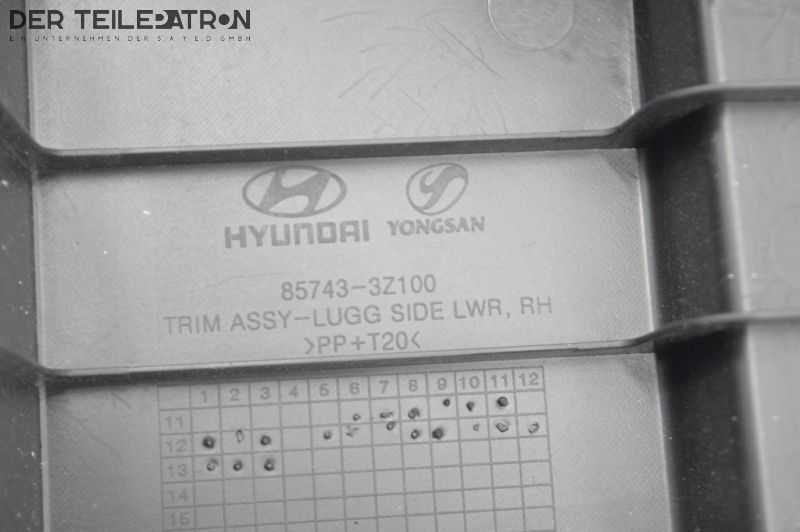 DER TEILEPATRON
EIN UNTERNEHMEN DER S.A.Y.E.D GMBH
HYUNDAI YONGSAN
85743-3Z100
TRIM ASSY-LUGG SIDE LWR, RH
>PP+T20<
1 2 3 4 5 6 7 8 9 10 11 12
11
12
13
14
15